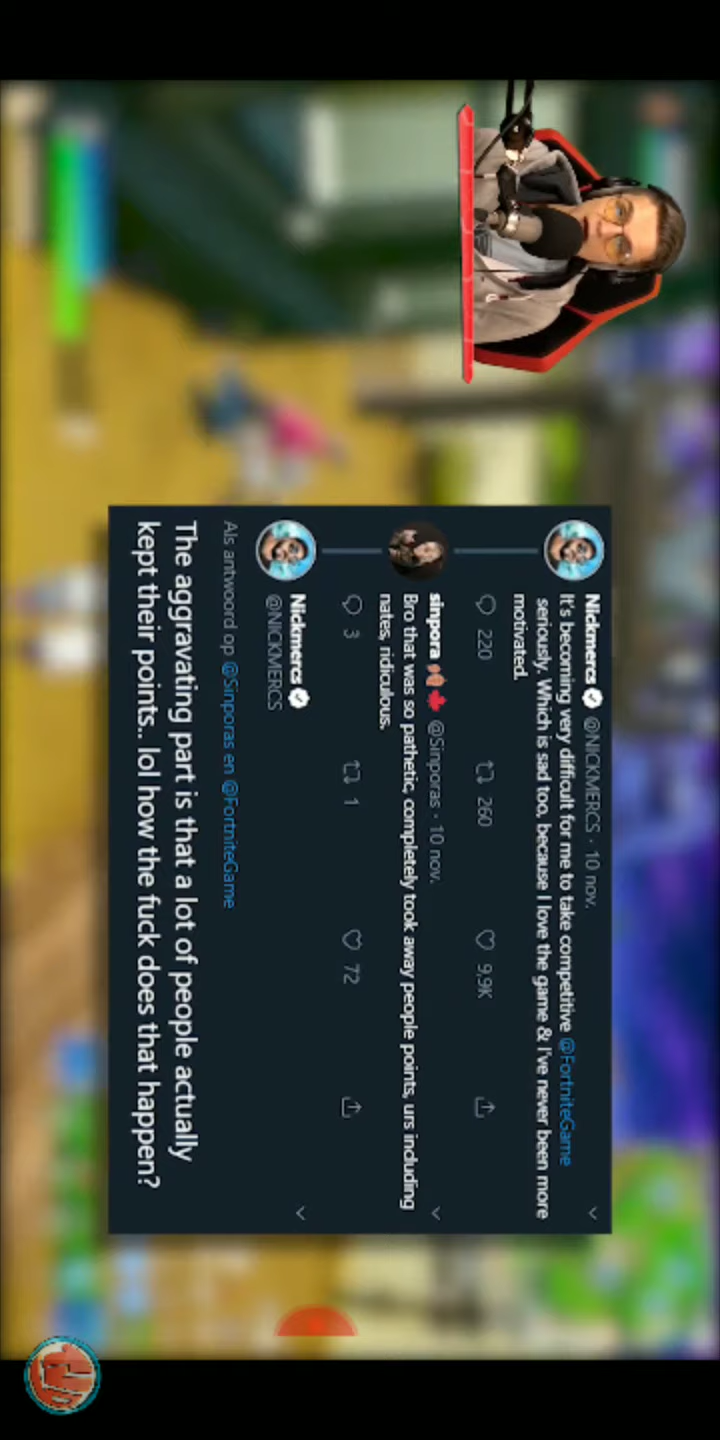 Nickmercs @NICKMERCS · 10 nov.
It's becoming very difficult for me to take competitive @FortniteGame
seriously. Which is sad too, because I love the game & I've never been more
motivated.
220 260 9,9K
sinpora @Sinporas · 10 nov.
Bro that was so pathetic, completely took away people points, urs including
nates, ridiculous.
3 1 72
Nickmercs
@NICKMERCS
Als antwoord op @Sinporas en @FortniteGame
The aggravating part is that a lot of people actually
kept their points.. lol how the fuck does that happen?